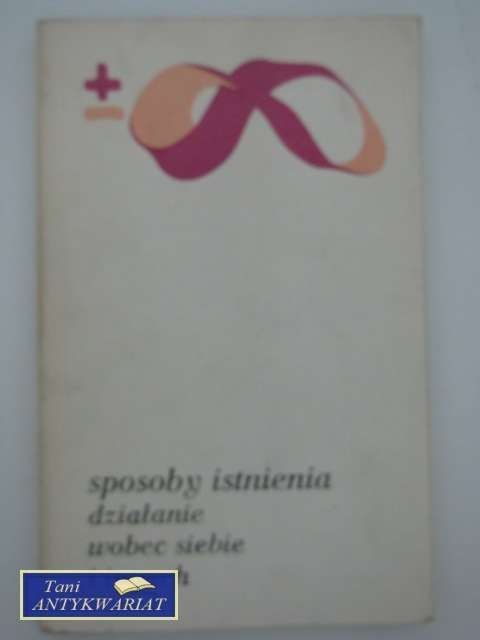 ±
sposoby istnienia
działanie
wobec siebie
Tani
ANTYKWARIAT